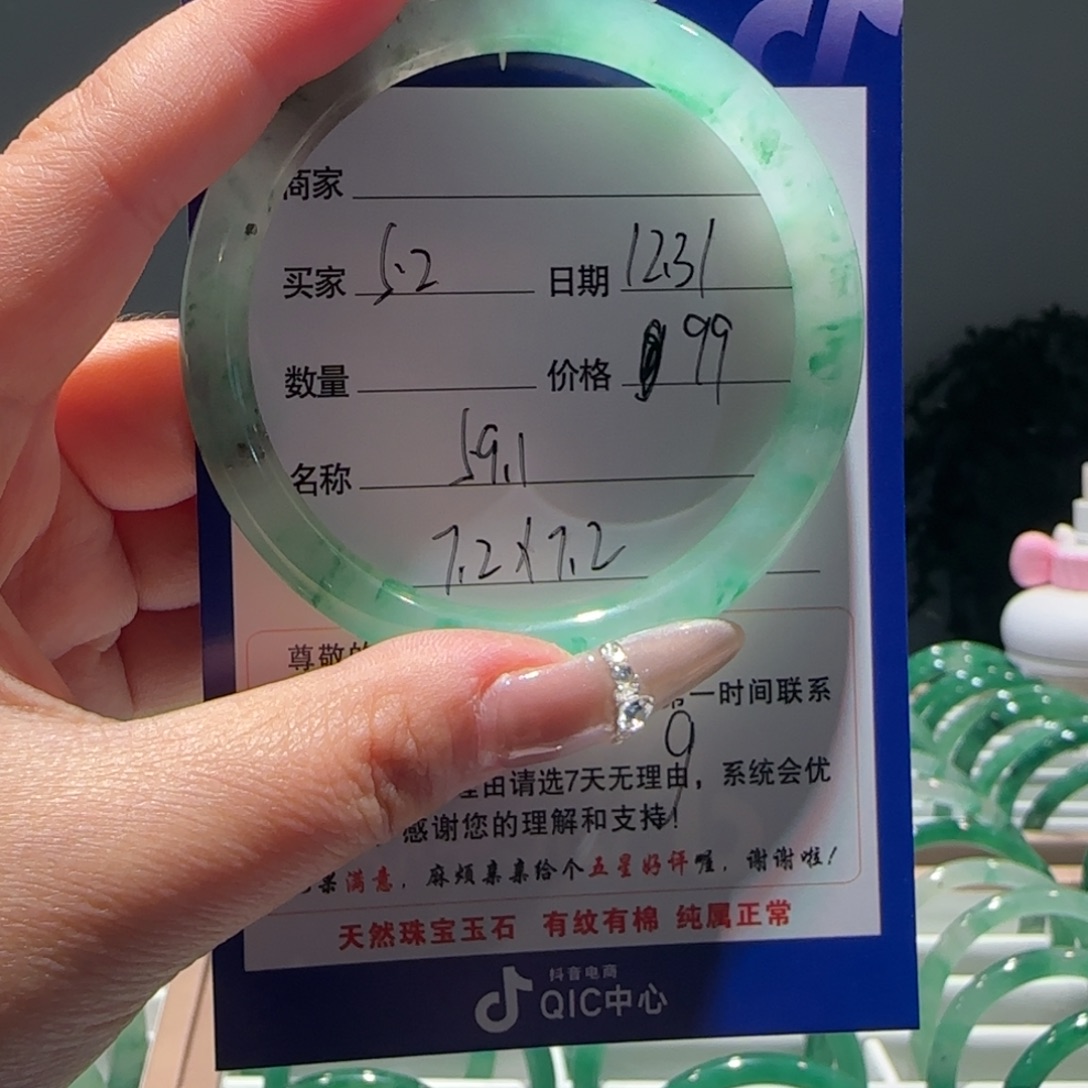 商家
买家 5.2 日期 12.31
数量 价格 99
名称 59.1
7.2x7.2
尊敬的
一时间联系
9
由请选7天无理由，系统会优
感谢您的理解和支持！
果满意，麻烦亲亲给个五星好评喔，谢谢啦！
天然珠宝玉石 有纹有棉 纯属正常
抖音电商
QIC中心